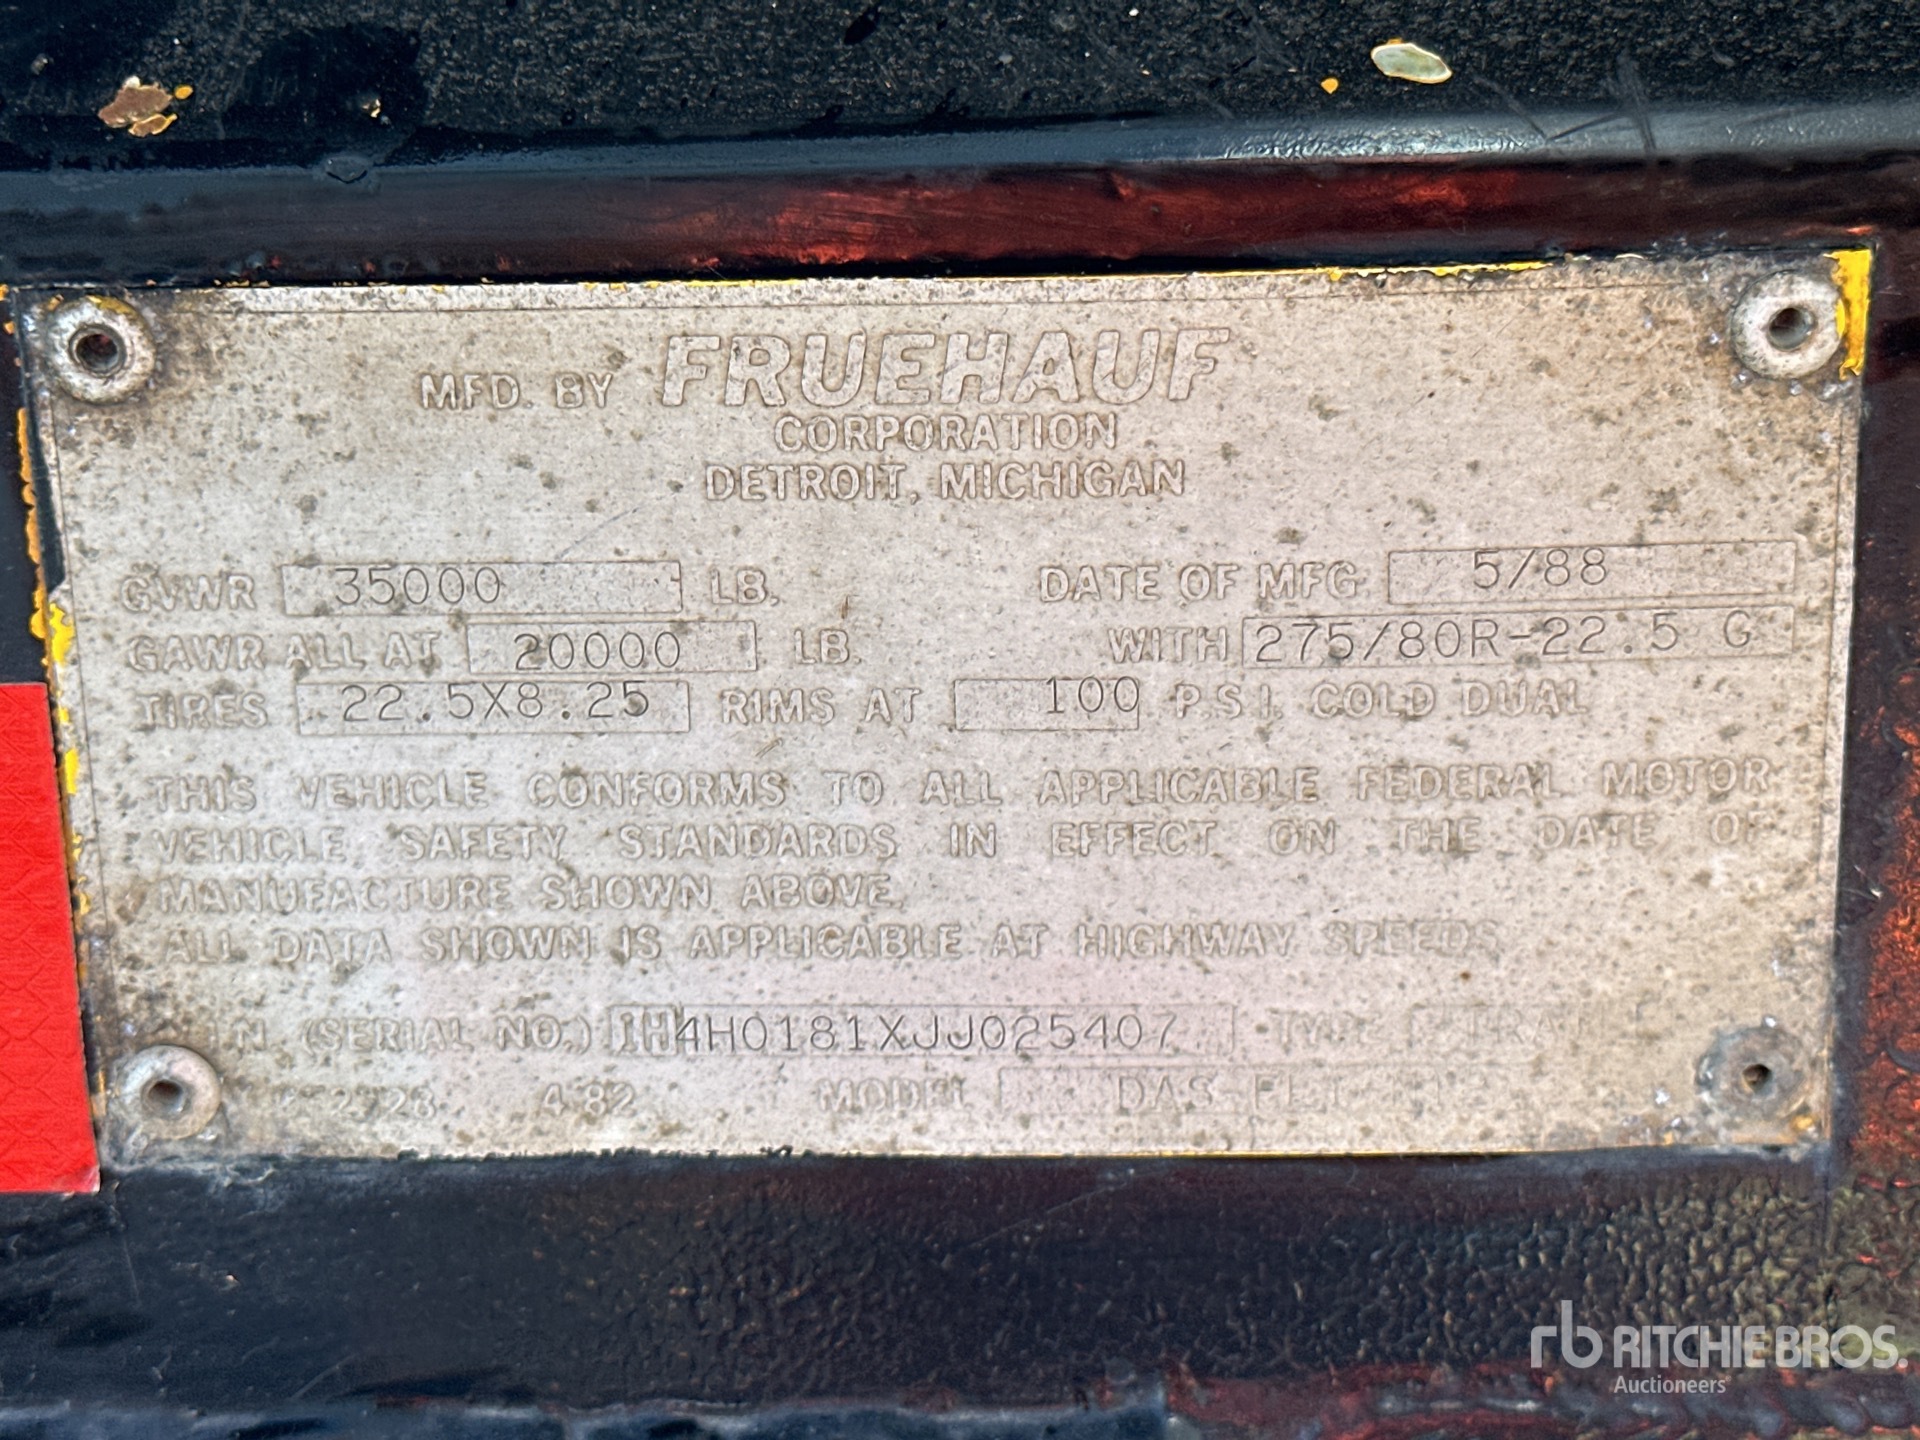 MFD. BY FRUEHAUF
CORPORATION
DETROIT, MICHIGAN
GVWR 35000 LB. DATE OF MFG. 5/88
GAWR ALL AT 20000 LB. WITH 275/80R-22.5 G
TIRES 22.5X8.25 RIMS AT 100 P.S.I. COLD DUAL
THIS VEHICLE CONFORMS TO ALL APPLICABLE FEDERAL MOTOR
VEHICLE SAFETY STANDARDS IN EFFECT ON THE DATE OF
MANUFACTURE SHOWN ABOVE.
ALL DATA SHOWN IS APPLICABLE AT HIGHWAY SPEEDS
(SERIAL NO.) 1H4H0181XJJ025407 TYPE
4 82 MODEL
rb RITCHIE BROS.
Auctioneers